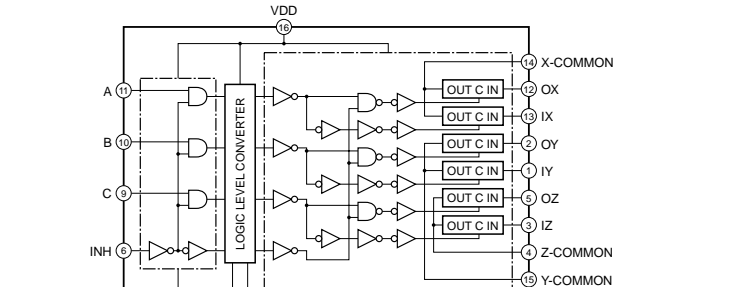 VDD
16
14 X-COMMON
A 11
OUT C IN 12 OX
OUT C IN 13 IX
B 10
OUT C IN 2 OY
LOGIC LEVEL CONVERTER
OUT C IN 1 IY
C 9
OUT C IN 5 OZ
OUT C IN 3 IZ
INH 6
4 Z-COMMON
15 Y-COMMON